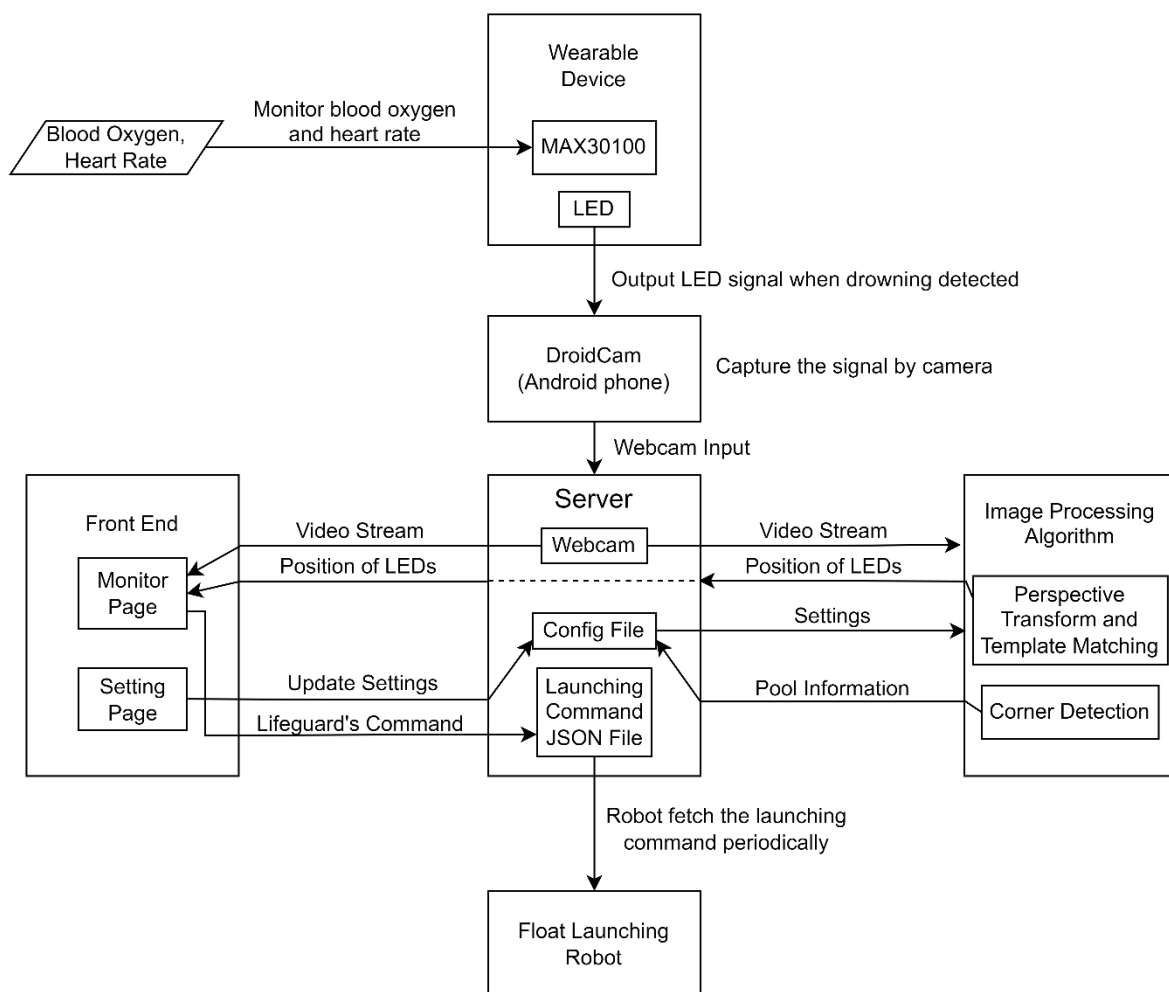 Wearable
Device
Monitor blood oxygen
and heart rate
Blood Oxygen,
Heart Rate
MAX30100
LED
Output LED signal when drowning detected
DroidCam
(Android phone)
Capture the signal by camera
Webcam Input
Front End
Server
Image Processing
Algorithm
Video Stream
Webcam
Video Stream
Monitor
Page
Position of LEDs
Position of LEDs
Perspective
Transform and
Template Matching
Config File
Settings
Setting
Page
Update Settings
Lifeguard's Command
Launching
Command
JSON File
Pool Information
Corner Detection
Robot fetch the launching
command periodically
Float Launching
Robot